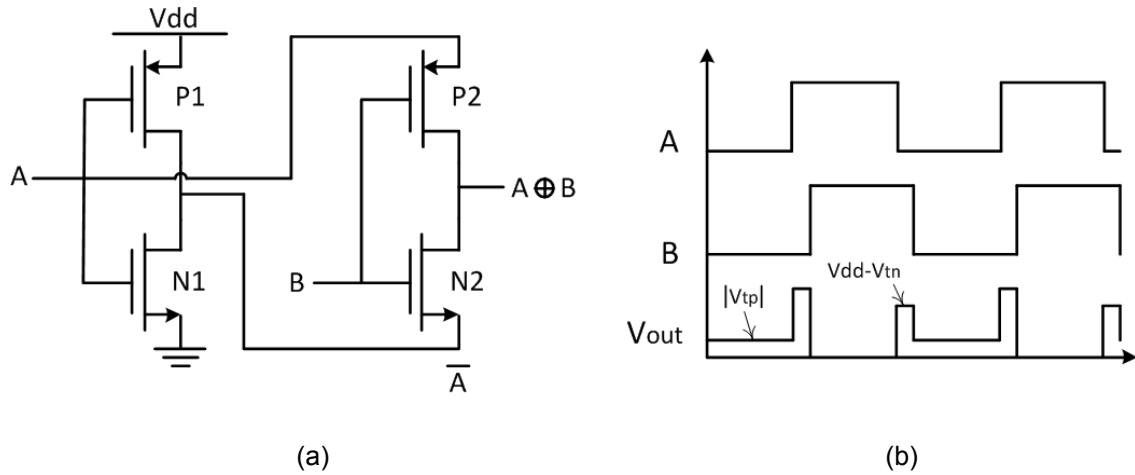 Vdd
P1
P2
A
A ⊕ B
N1
B
N2
A̅
(a)
A
B
Vdd-Vtn
|Vtp|
Vout
(b)